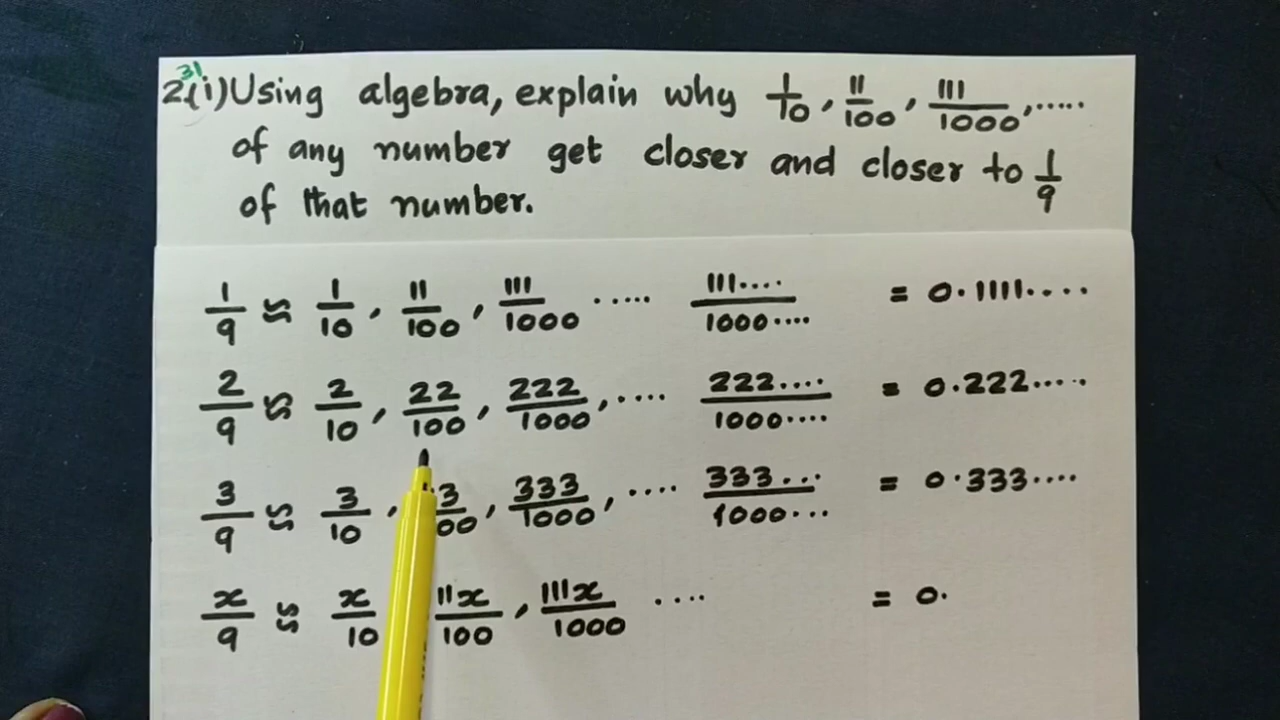 31
2(i) Using algebra, explain why 1/10, 11/100, 111/1000, .....
of any number get closer and closer to 1/9
of that number.
1/9 ≈ 1/10, 11/100, 111/1000 ..... 111..../1000.... = 0.1111....
2/9 ≈ 2/10, 22/100, 222/1000, .... 222..../1000.... = 0.222.....
3/9 ≈ 3/10, 3/00, 333/1000, .... 333.../1000... = 0.333....
x/9 ≈ x/10 11x/100, 111x/1000 .... = 0.